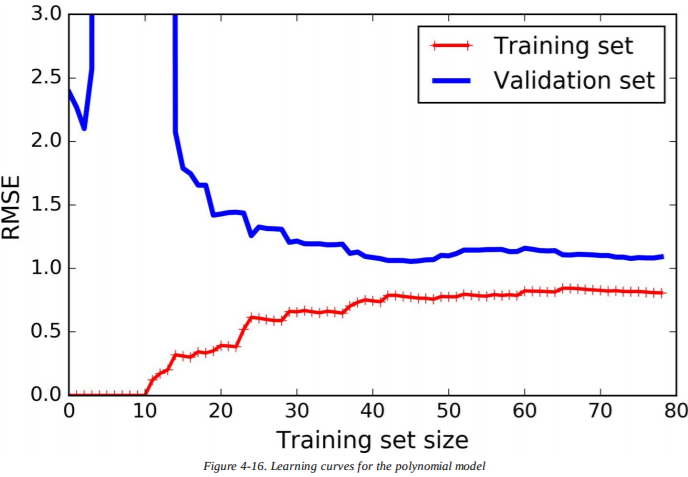 3.0
2.5
2.0
1.5
1.0
0.5
0.0
RMSE
Training set
Validation set
0 10 20 30 40 50 60 70 80
Training set size
Figure 4-16. Learning curves for the polynomial model